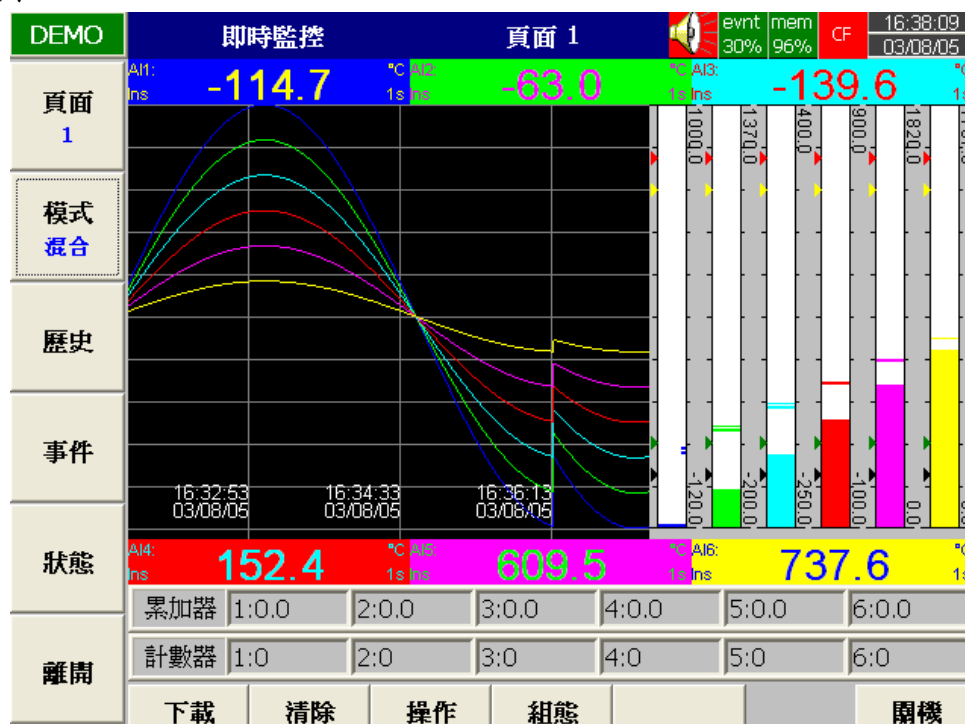 DEMO
即時監控
頁面 1
evnt
30%
mem
96%
CF
16:38:09
03/08/05
頁面
1
模式
混合
歷史
事件
狀態
離開
AI1:
Ins
-114.7
°C
1s
AI2:
Ins
-63.0
°C
1s
AI3:
Ins
-139.6
1000.0
1370.0
400.0
900.0
1820.0
-120.0
-200.0
-250.0
-100.0
0.0
16:32:53
03/08/05
16:34:33
03/08/05
16:36:13
03/08/05
AI4:
Ins
152.4
°C
1s
AI5:
Ins
609.5
°C
1s
AI6:
Ins
737.6
累加器 1:0.0 2:0.0 3:0.0 4:0.0 5:0.0 6:0.0
計數器 1:0 2:0 3:0 4:0 5:0 6:0
下載 清除 操作 組態 關機